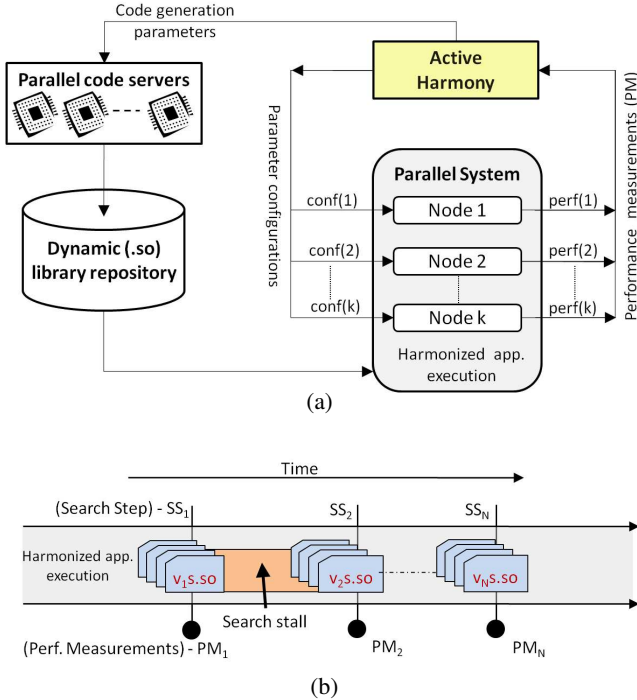 Code generation
parameters
Parallel code servers
Active
Harmony
Dynamic (.so)
library repository
Parameter configurations
Parallel System
conf(1)
Node 1
perf(1)
conf(2)
Node 2
perf(2)
conf(k)
Node k
perf(k)
Harmonized app.
execution
Performance measurements (PM)
(a)
Time
(Search Step) - SS1
SS2
SSN
Harmonized app.
execution
v1s.so
v2s.so
vNs.so
Search stall
(Perf. Measurements) - PM1
PM2
PMN
(b)